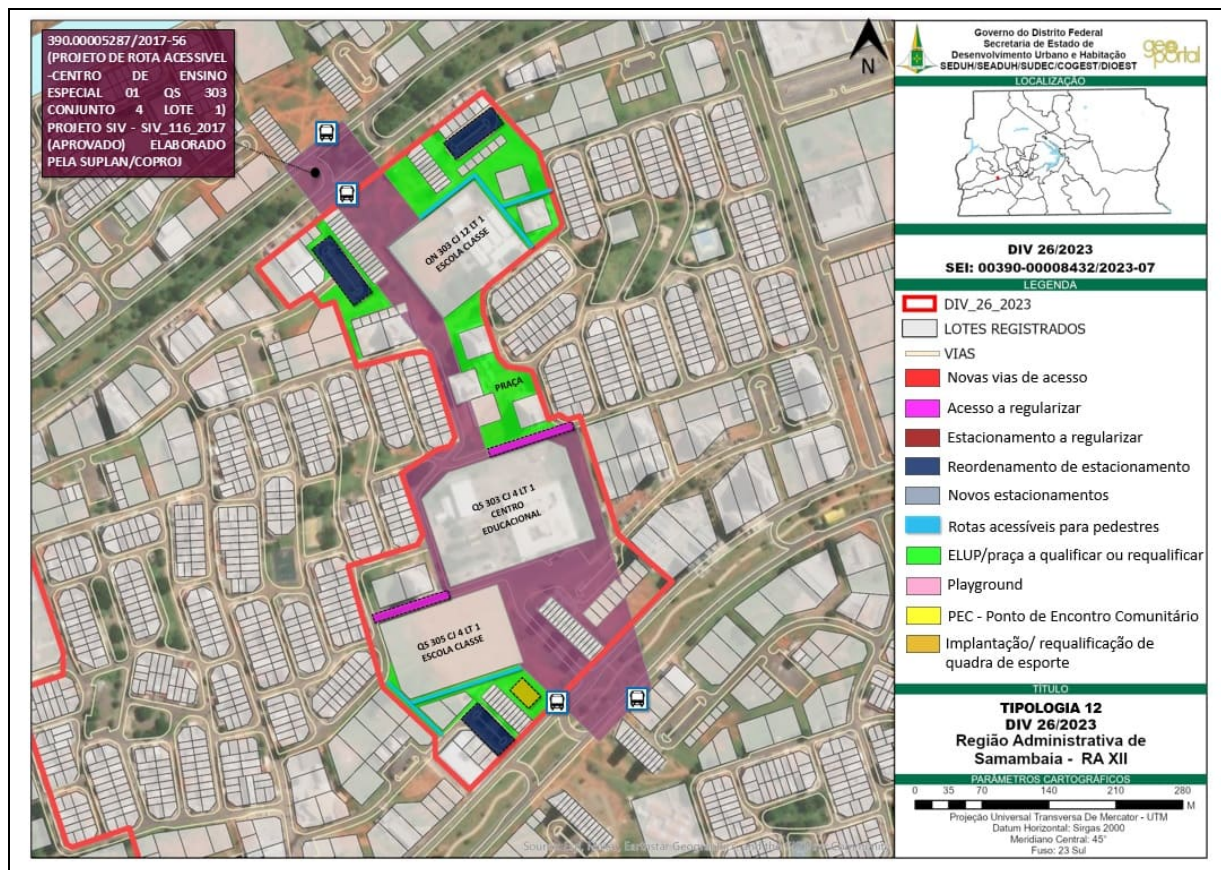 390.00005287/2017-56
(PROJETO DE ROTA ACESSIVEL
-CENTRO DE ENSINO
ESPECIAL 01 QS 303
CONJUNTO 4 LOTE 1)
PROJETO SIV - SIV_116_2017
(APROVADO) ELABORADO
PELA SUPLAN/COPROJ
N
QN 303 CJ 12 LT 1
ESCOLA CLASSE
PRAÇA
QS 303 CJ 4 LT 1
CENTRO
EDUCACIONAL
QS 305 CJ 4 LT 1
ESCOLA CLASSE
Governo do Distrito Federal
Secretaria de Estado de
Desenvolvimento Urbano e Habitação
SEDUH/SEADUH/SUDEC/COGEST/DIOEST
geoportal
LOCALIZAÇÃO
DIV 26/2023
SEI: 00390-00008432/2023-07
LEGENDA
DIV_26_2023
LOTES REGISTRADOS
VIAS
Novas vias de acesso
Acesso a regularizar
Estacionamento a regularizar
Reordenamento de estacionamento
Novos estacionamentos
Rotas acessíveis para pedestres
ELUP/praça a qualificar ou requalificar
Playground
PEC - Ponto de Encontro Comunitário
Implantação/ requalificação de
quadra de esporte
TÍTULO
TIPOLOGIA 12
DIV 26/2023
Região Administrativa de
Samambaia - RA XII
PARÂMETROS CARTOGRÁFICOS
0 35 70 140 210 280
M
Projeção Universal Transversa De Mercator - UTM
Datum Horizontal: Sirgas 2000
Meridiano Central: 45°
Fuso: 23 Sul